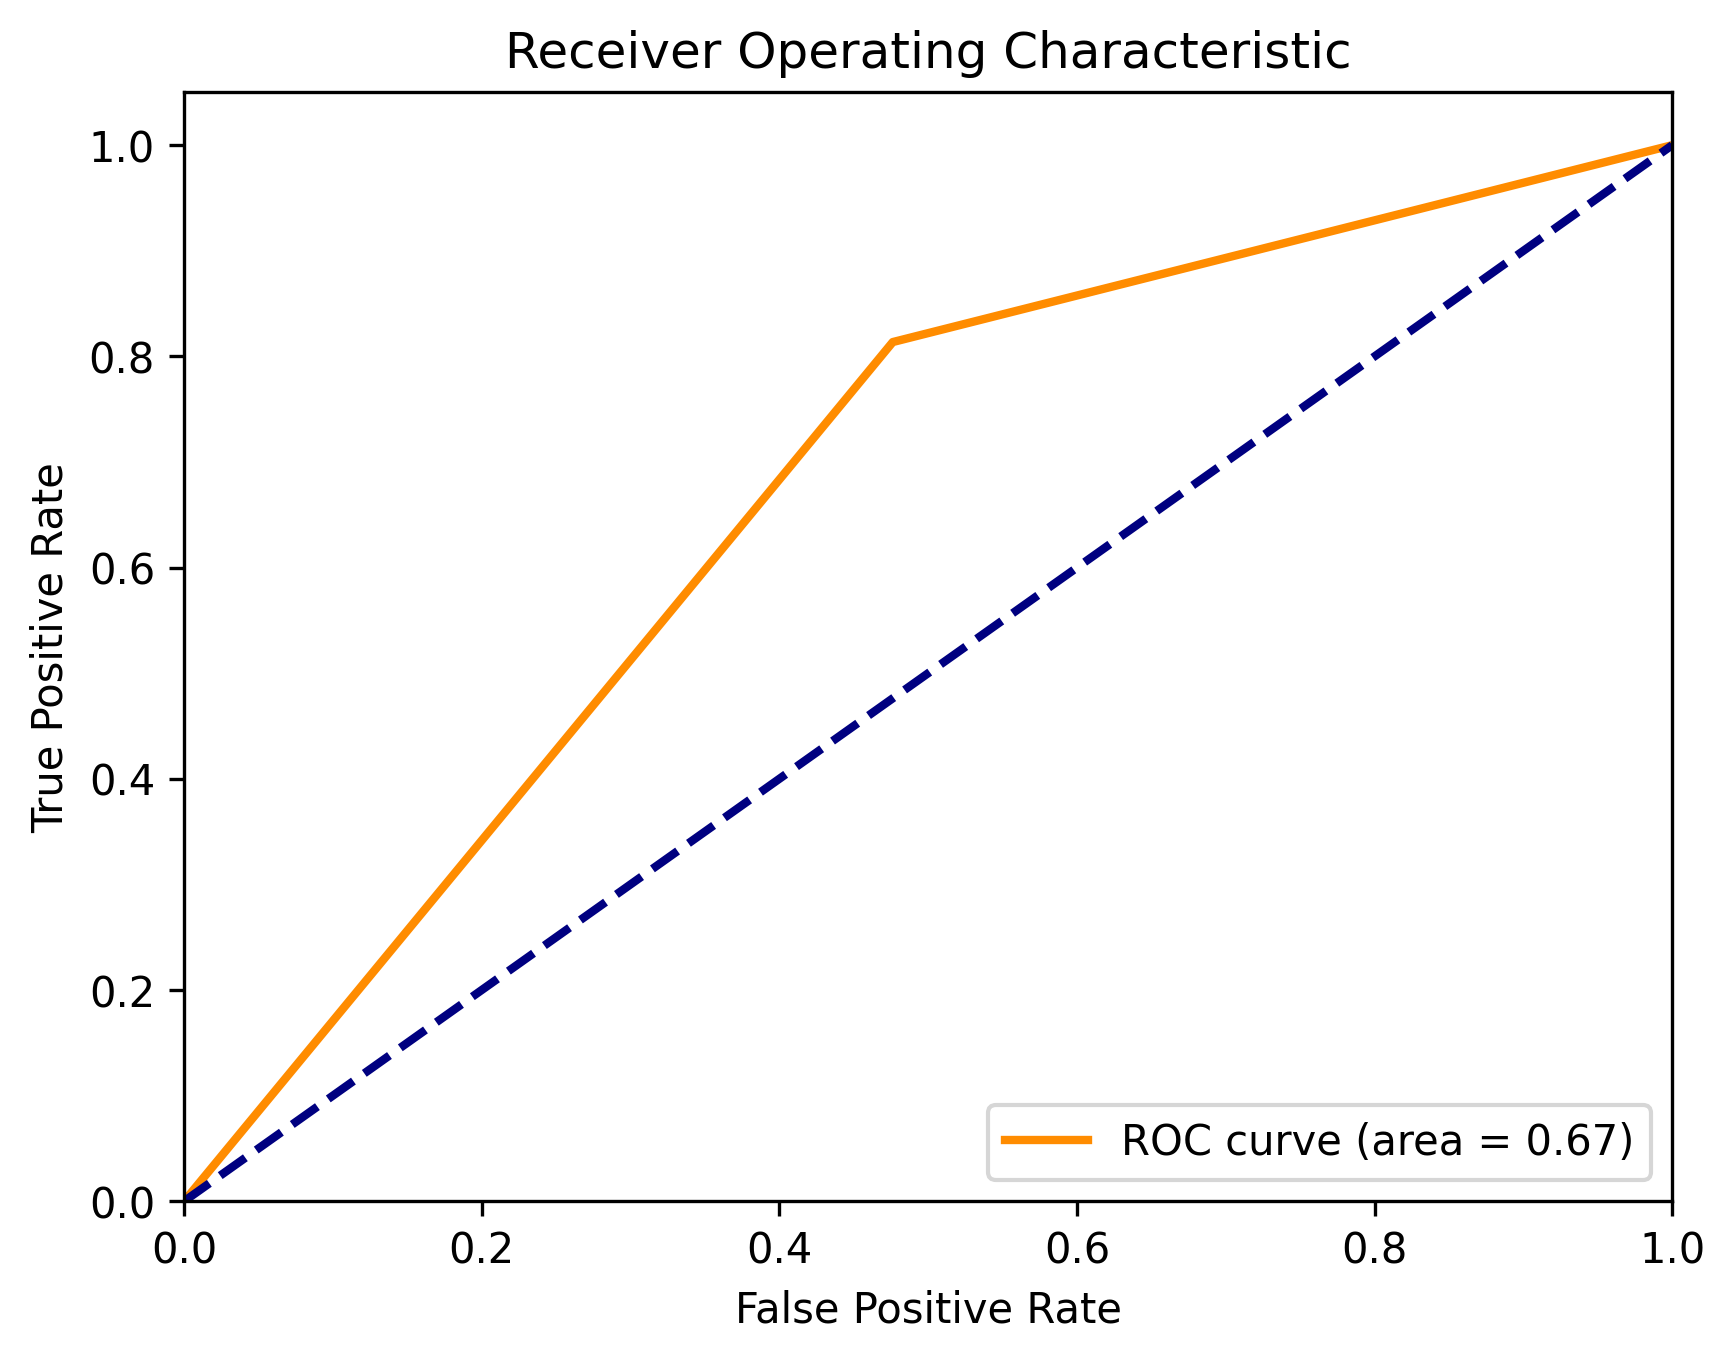 Receiver Operating Characteristic
1.0
0.8
0.6
0.4
0.2
0.0
True Positive Rate
ROC curve (area = 0.67)
0.0 0.2 0.4 0.6 0.8 1.0
False Positive Rate